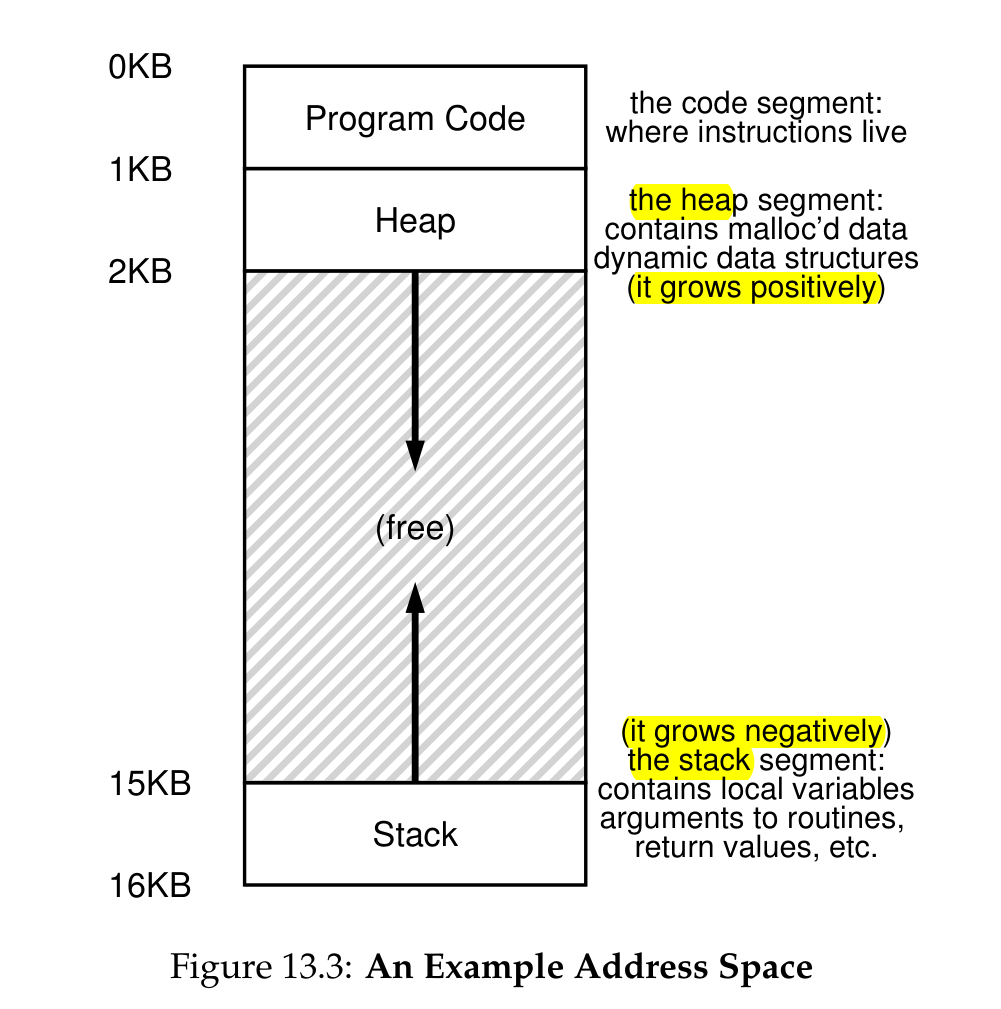 0KB
Program Code
the code segment:
where instructions live
1KB
Heap
the heap segment:
contains malloc’d data
dynamic data structures
(it grows positively)
2KB
(free)
(it grows negatively)
the stack segment:
contains local variables
arguments to routines,
return values, etc.
15KB
Stack
16KB
Figure 13.3: An Example Address Space